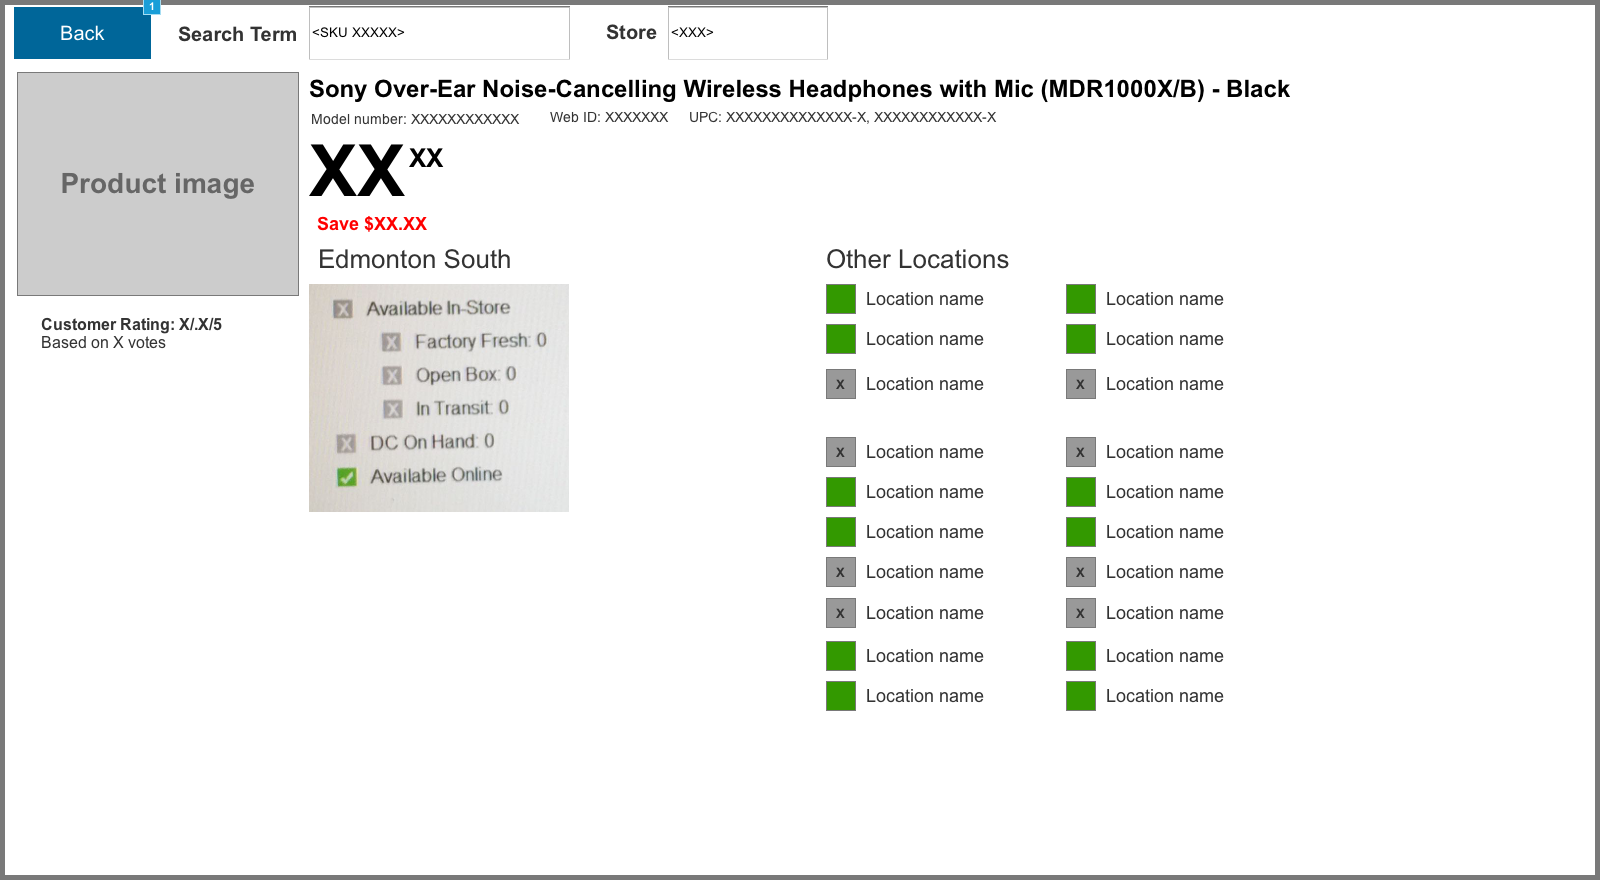 1
Back
Search Term
<SKU XXXXX>
Store
<XXX>
Product image
Sony Over-Ear Noise-Cancelling Wireless Headphones with Mic (MDR1000X/B) - Black
Model number: XXXXXXXXXXXX
Web ID: XXXXXXX
UPC: XXXXXXXXXXXXXX-X, XXXXXXXXXXXX-X
XX XX
Save $XX.XX
Customer Rating: X/.X/5
Based on X votes
Edmonton South
X Available In-Store
X Factory Fresh: 0
X Open Box: 0
X In Transit: 0
X DC On Hand: 0
Available Online
Other Locations
Location name
Location name
X Location name
X Location name
Location name
Location name
X Location name
X Location name
Location name
Location name
Location name
Location name
X Location name
X Location name
Location name
Location name
X Location name
X Location name
Location name
Location name